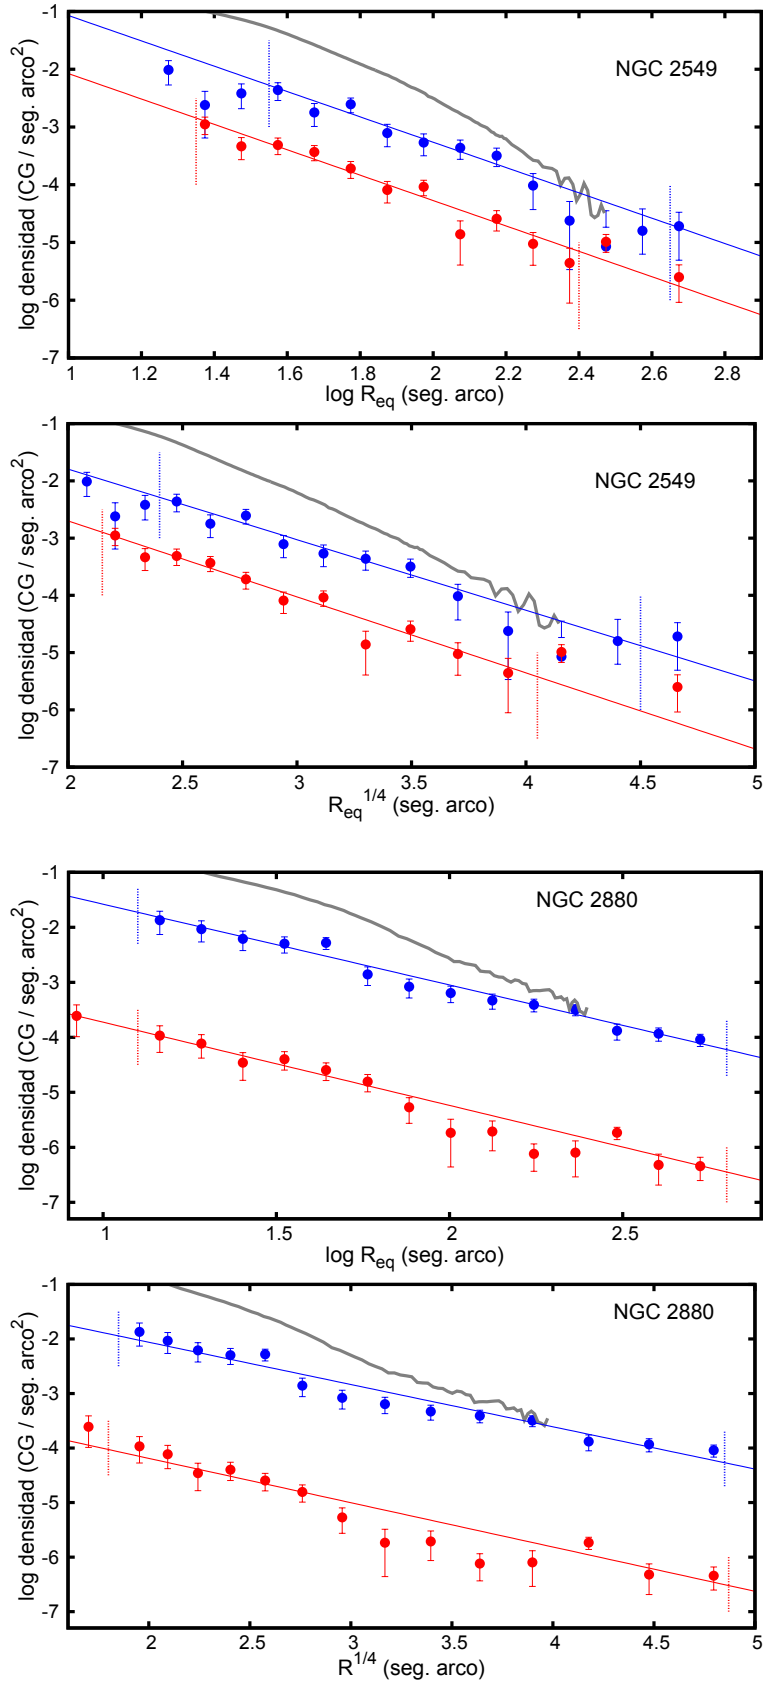 -1
-2
-3
-4
-5
-6
-7
log densidad (CG / seg. arco²)
NGC 2549
1 1.2 1.4 1.6 1.8 2 2.2 2.4 2.6 2.8
log R_eq (seg. arco)
-1
-2
-3
-4
-5
-6
-7
log densidad (CG / seg. arco²)
NGC 2549
2 2.5 3 3.5 4 4.5 5
R_eq^1/4 (seg. arco)
-1
-2
-3
-4
-5
-6
-7
log densidad (CG / seg. arco²)
NGC 2880
1 1.5 2 2.5
log R_eq (seg. arco)
-1
-2
-3
-4
-5
-6
-7
log densidad (CG / seg. arco²)
NGC 2880
2 2.5 3 3.5 4 4.5 5
R^1/4 (seg. arco)